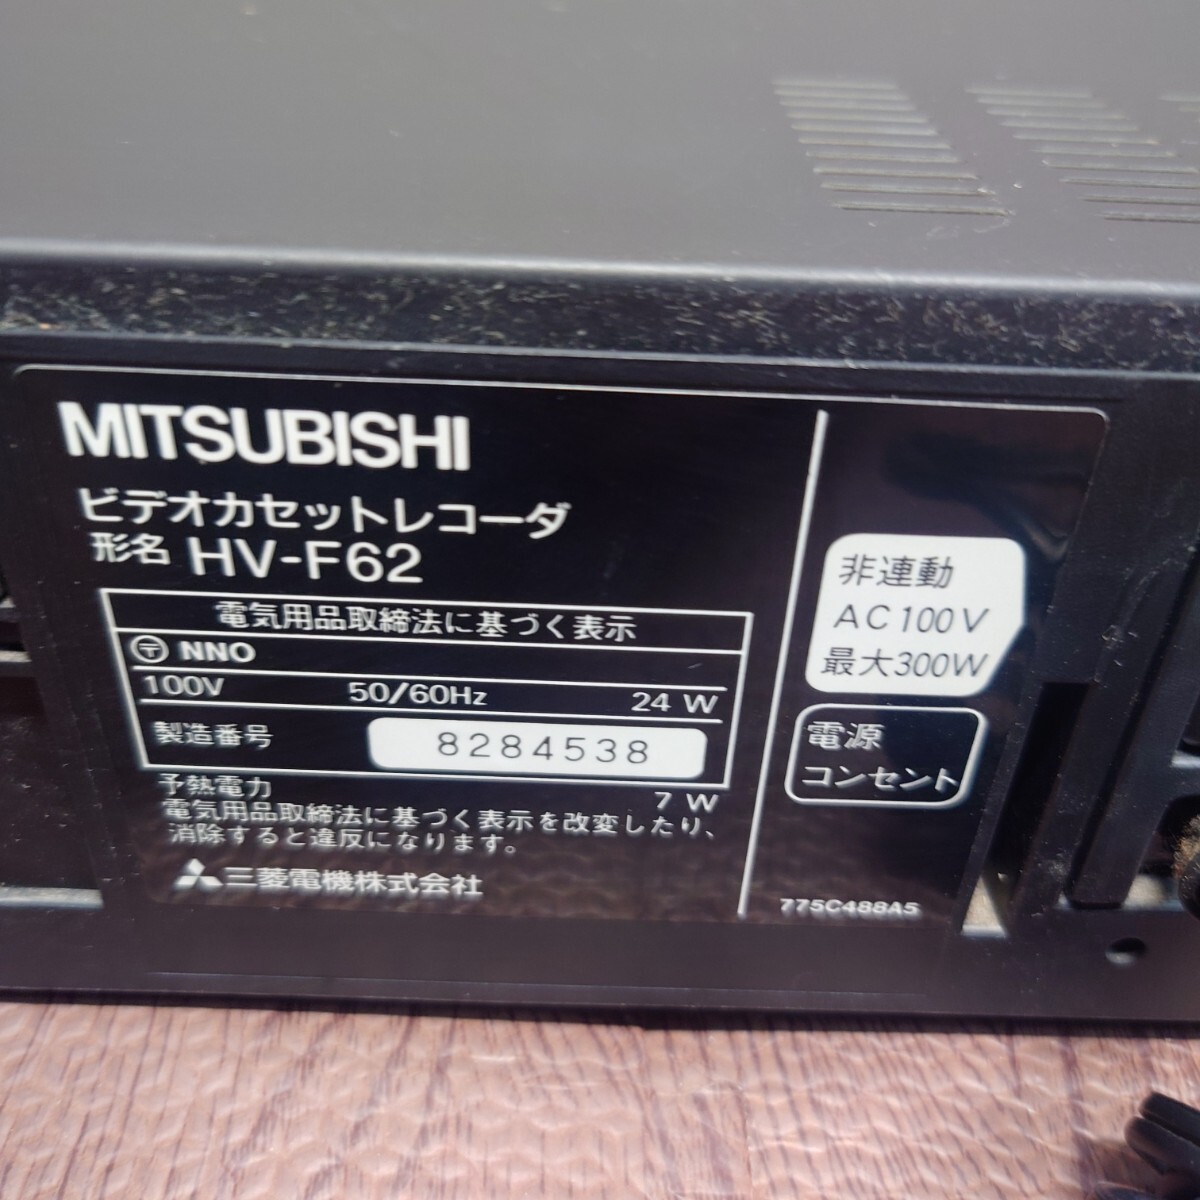 MITSUBISHI
ビデオカセットレコーダ
形名 HV-F62
電気用品取締法に基づく表示
〒 NNO
100V 50/60Hz 24 W
製造番号 8284538
予熱電力 7 W
電気用品取締法に基づく表示を改変したり、
消除すると違反になります。
三菱電機株式会社
非連動
AC100V
最大300W
電源
コンセント
775C488A5